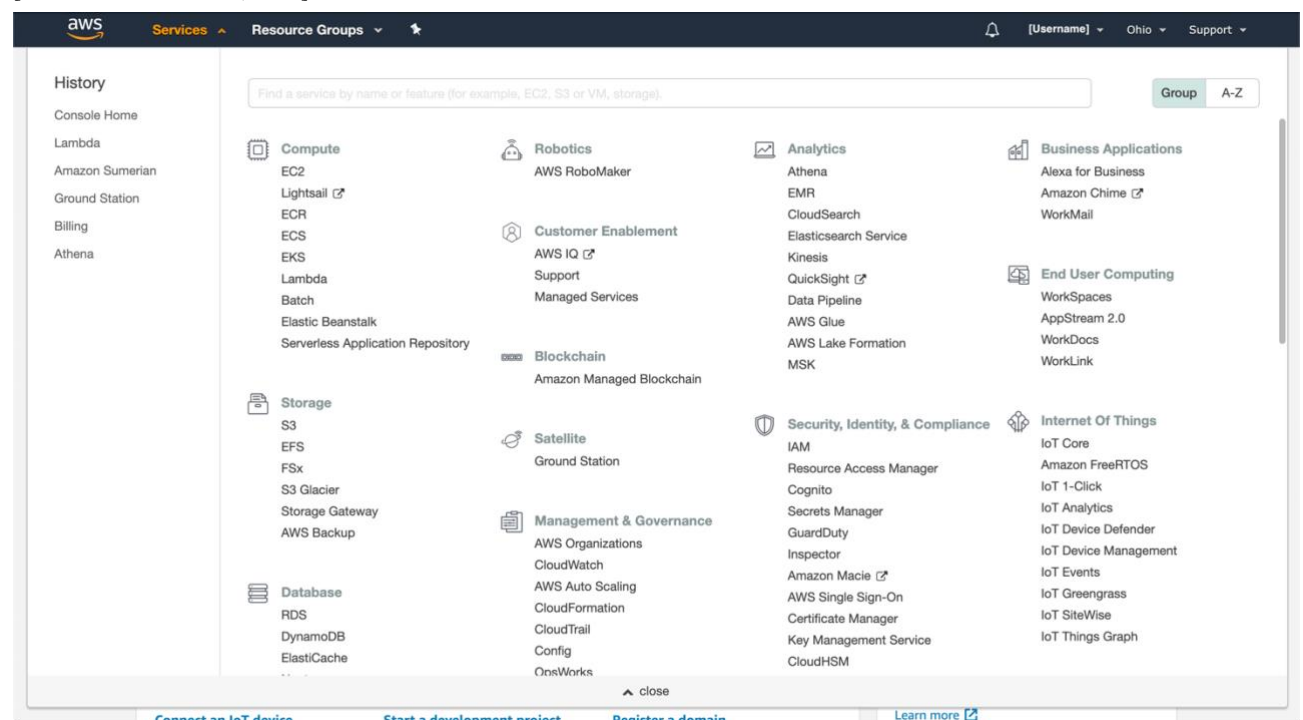 aws
Services
Resource Groups
[Username]
Ohio
Support
History
Console Home
Lambda
Amazon Sumerian
Ground Station
Billing
Athena
Find a service by name or feature (for example, EC2, S3 or VM, storage).
Group
A-Z
Compute
EC2
Lightsail
ECR
ECS
EKS
Lambda
Batch
Elastic Beanstalk
Serverless Application Repository
Storage
S3
EFS
FSx
S3 Glacier
Storage Gateway
AWS Backup
Database
RDS
DynamoDB
ElastiCache
Robotics
AWS RoboMaker
Customer Enablement
AWS IQ
Support
Managed Services
Blockchain
Amazon Managed Blockchain
Satellite
Ground Station
Management & Governance
AWS Organizations
CloudWatch
AWS Auto Scaling
CloudFormation
CloudTrail
Config
OpsWorks
Analytics
Athena
EMR
CloudSearch
Elasticsearch Service
Kinesis
QuickSight
Data Pipeline
AWS Glue
AWS Lake Formation
MSK
Security, Identity, & Compliance
IAM
Resource Access Manager
Cognito
Secrets Manager
GuardDuty
Inspector
Amazon Macie
AWS Single Sign-On
Certificate Manager
Key Management Service
CloudHSM
Business Applications
Alexa for Business
Amazon Chime
WorkMail
End User Computing
WorkSpaces
AppStream 2.0
WorkDocs
WorkLink
Internet Of Things
IoT Core
Amazon FreeRTOS
IoT 1-Click
IoT Analytics
IoT Device Defender
IoT Device Management
IoT Events
IoT Greengrass
IoT SiteWise
IoT Things Graph
close
Connect an IoT device
Start a development project
Register a domain
Learn more